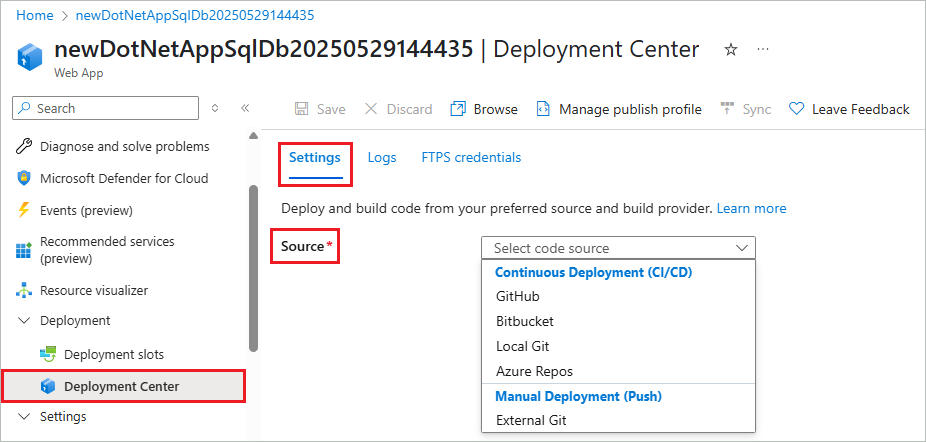 Home > newDotNetAppSqlDb20250529144435
newDotNetAppSqlDb20250529144435 | Deployment Center
Web App
Search
Save
Discard
Browse
Manage publish profile
Sync
Leave Feedback
Diagnose and solve problems
Microsoft Defender for Cloud
Events (preview)
Recommended services
(preview)
Resource visualizer
Deployment
Deployment slots
Deployment Center
Settings
Settings
Logs
FTPS credentials
Deploy and build code from your preferred source and build provider. Learn more
Source*
Select code source
Continuous Deployment (CI/CD)
GitHub
Bitbucket
Local Git
Azure Repos
Manual Deployment (Push)
External Git